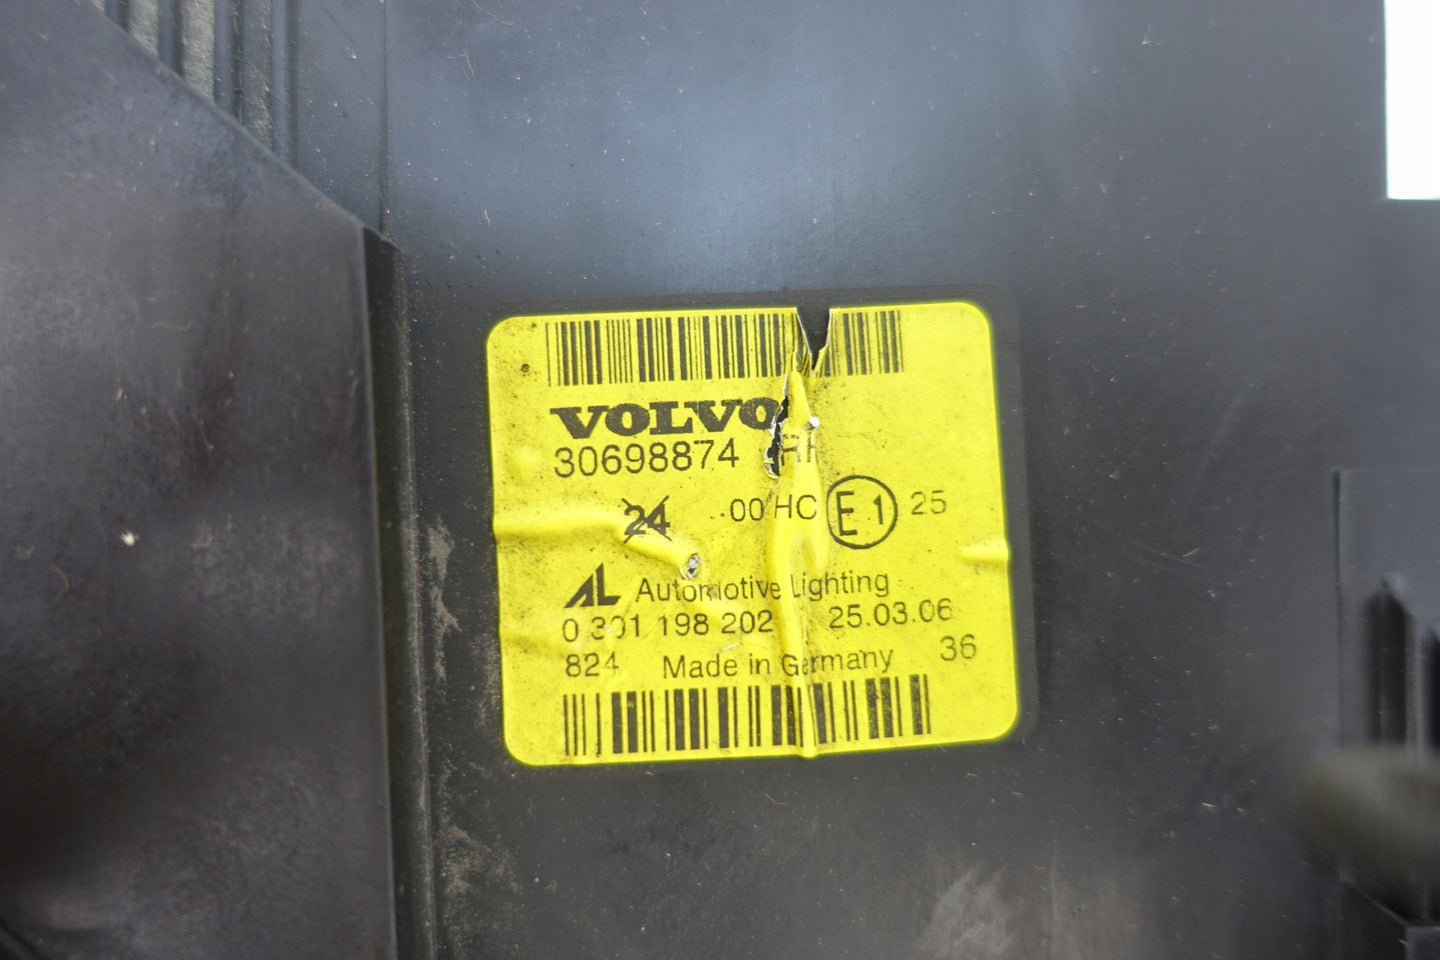 VOLVO
30698874
24 00 HC E1 25
AL Automotive Lighting
0 301 198 202 25.03.06
824 Made in Germany 36